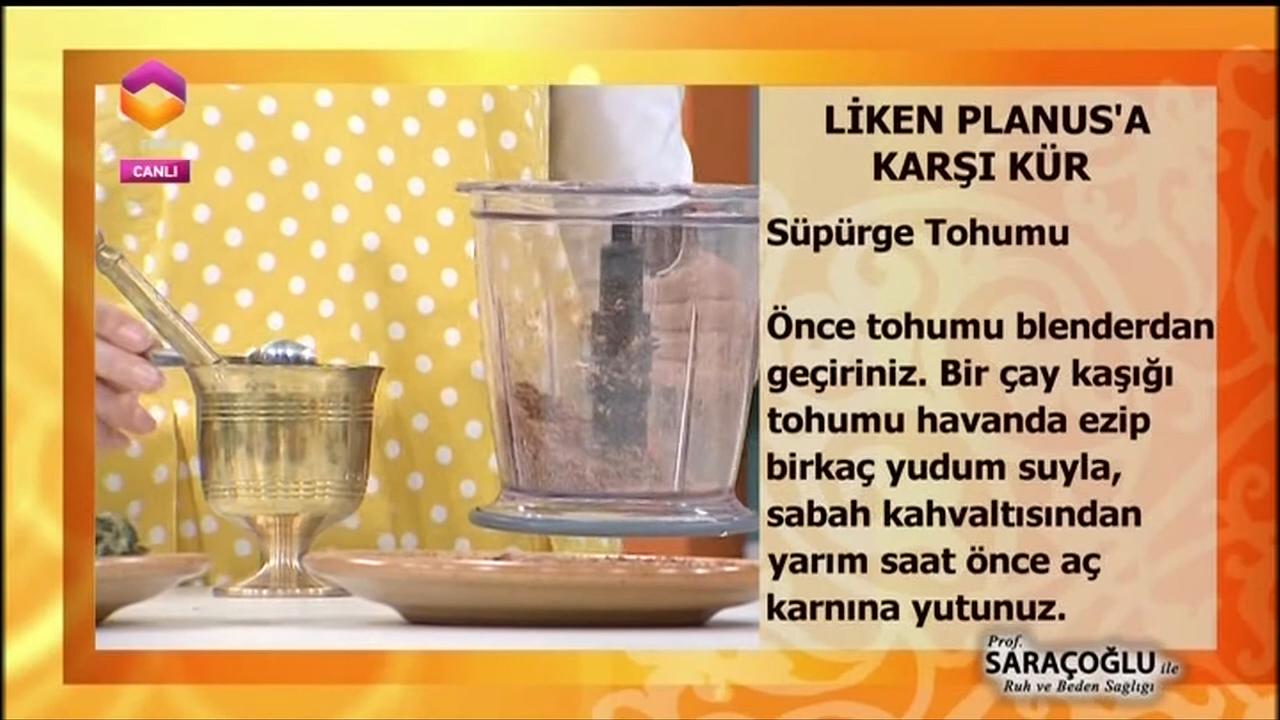 CANLI
LİKEN PLANUS'A
KARŞI KÜR
Süpürge Tohumu
Önce tohumu blenderdan
geçiriniz. Bir çay kaşığı
tohumu havanda ezip
birkaç yudum suyla,
sabah kahvaltısından
yarım saat önce aç
karnına yutunuz.
Prof.
SARAÇOĞLU ile
Ruh ve Beden Sağlığı